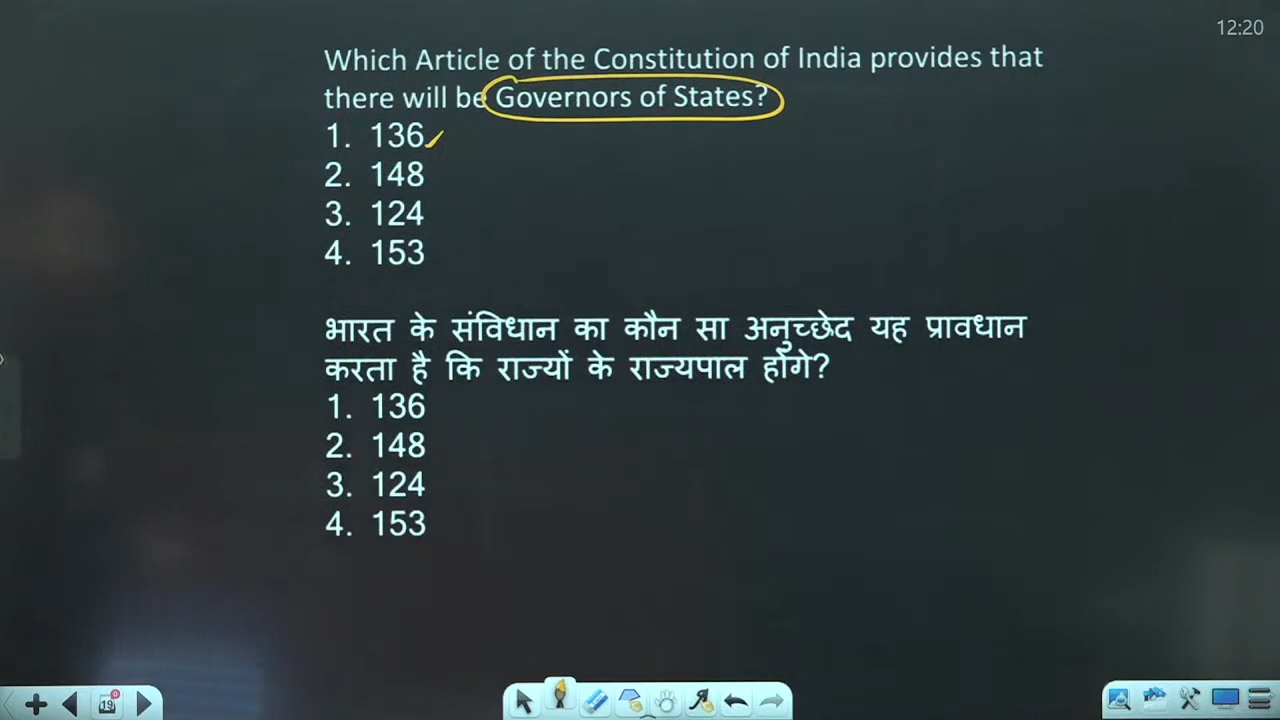 12:20
Which Article of the Constitution of India provides that
there will be Governors of States?
1. 136
2. 148
3. 124
4. 153
भारत के संविधान का कौन सा अनुच्छेद यह प्रावधान
करता है कि राज्यों के राज्यपाल होंगे?
1. 136
2. 148
3. 124
4. 153
0
19